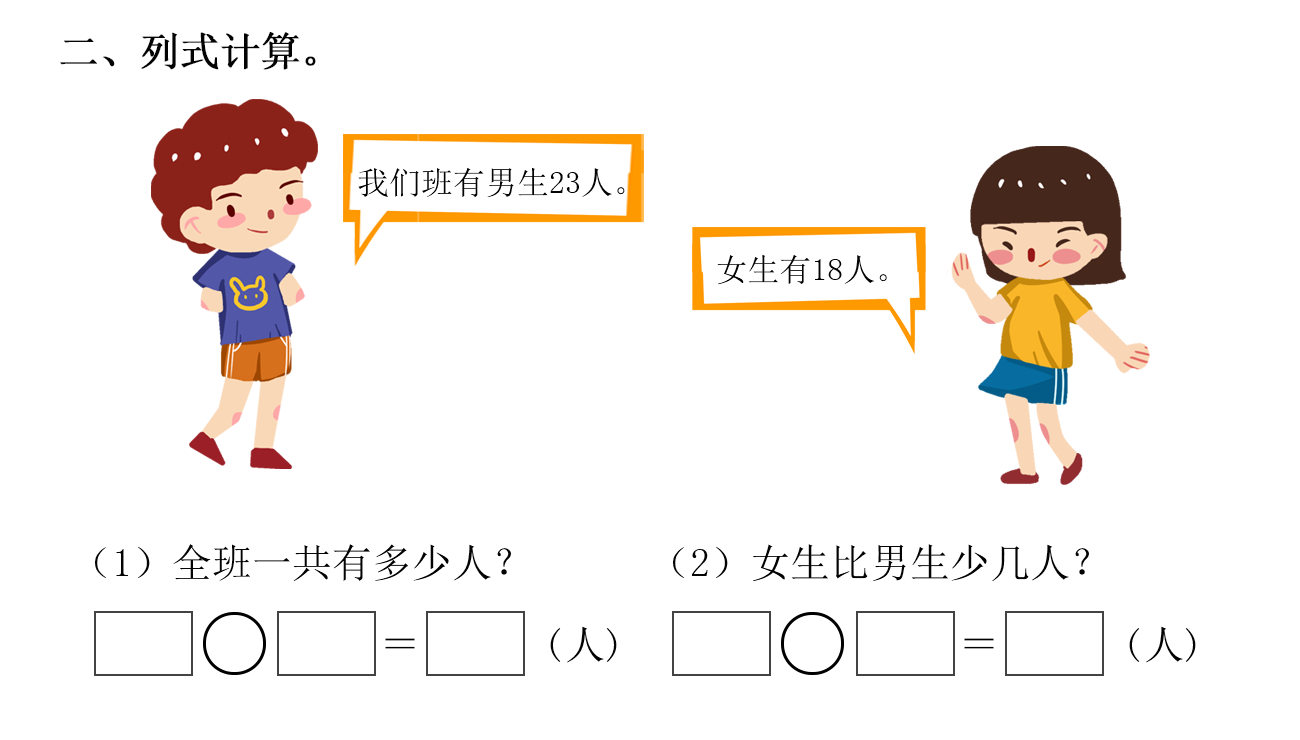 二、列式计算。
我们班有男生23人。
女生有18人。
（1）全班一共有多少人？
（2）女生比男生少几人？
＝ （人）
＝ （人）